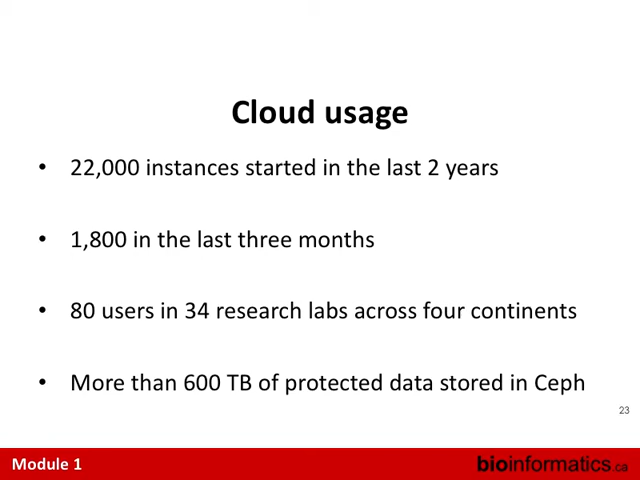 Cloud usage
• 22,000 instances started in the last 2 years
• 1,800 in the last three months
• 80 users in 34 research labs across four continents
• More than 600 TB of protected data stored in Ceph
23
Module 1
bioinformatics.ca